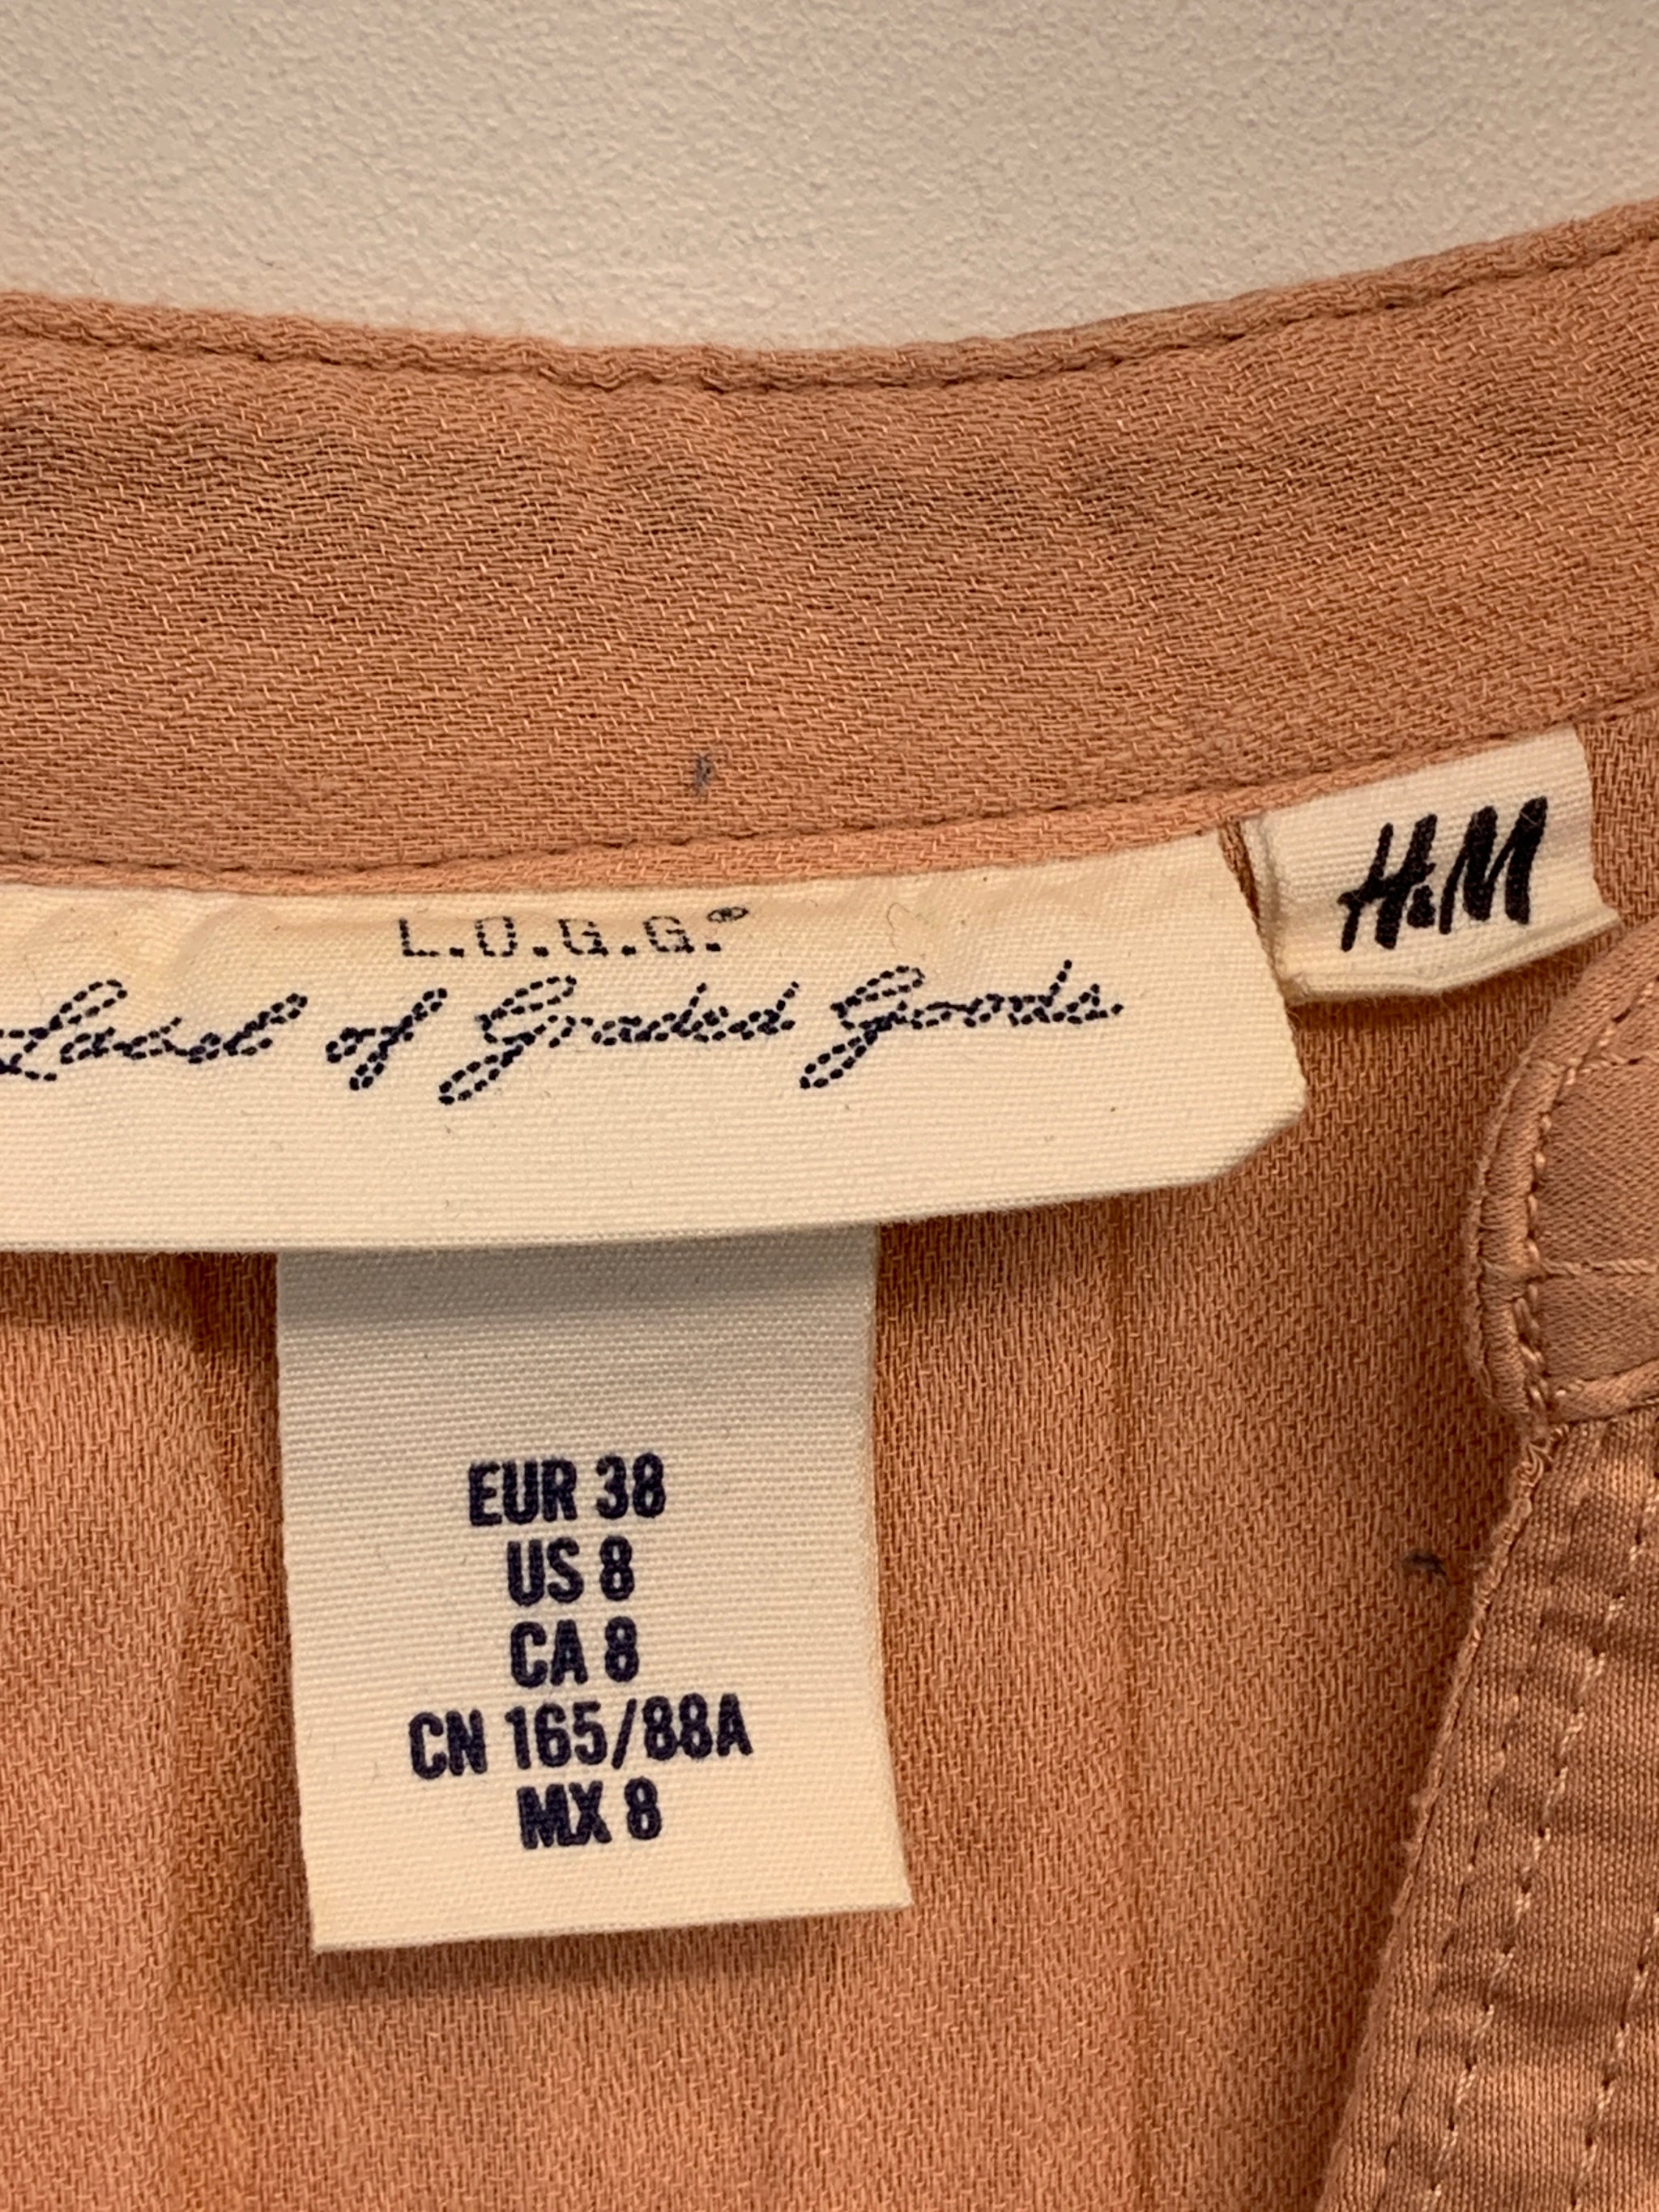 L.O.G.G.®
Label of Graded Goods.
H&M
EUR 38
US 8
CA 8
CN 165/88A
MX 8